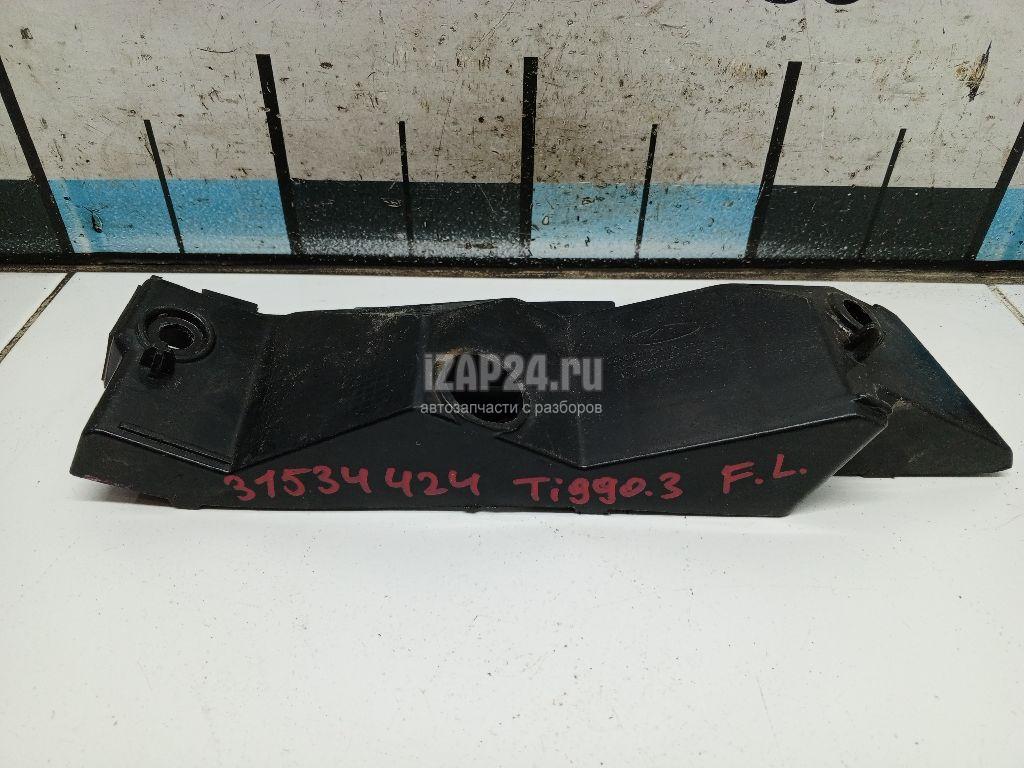 iZAP24.ru
автозапчасти с разборов
31534424 Tiggo.3 F.L.